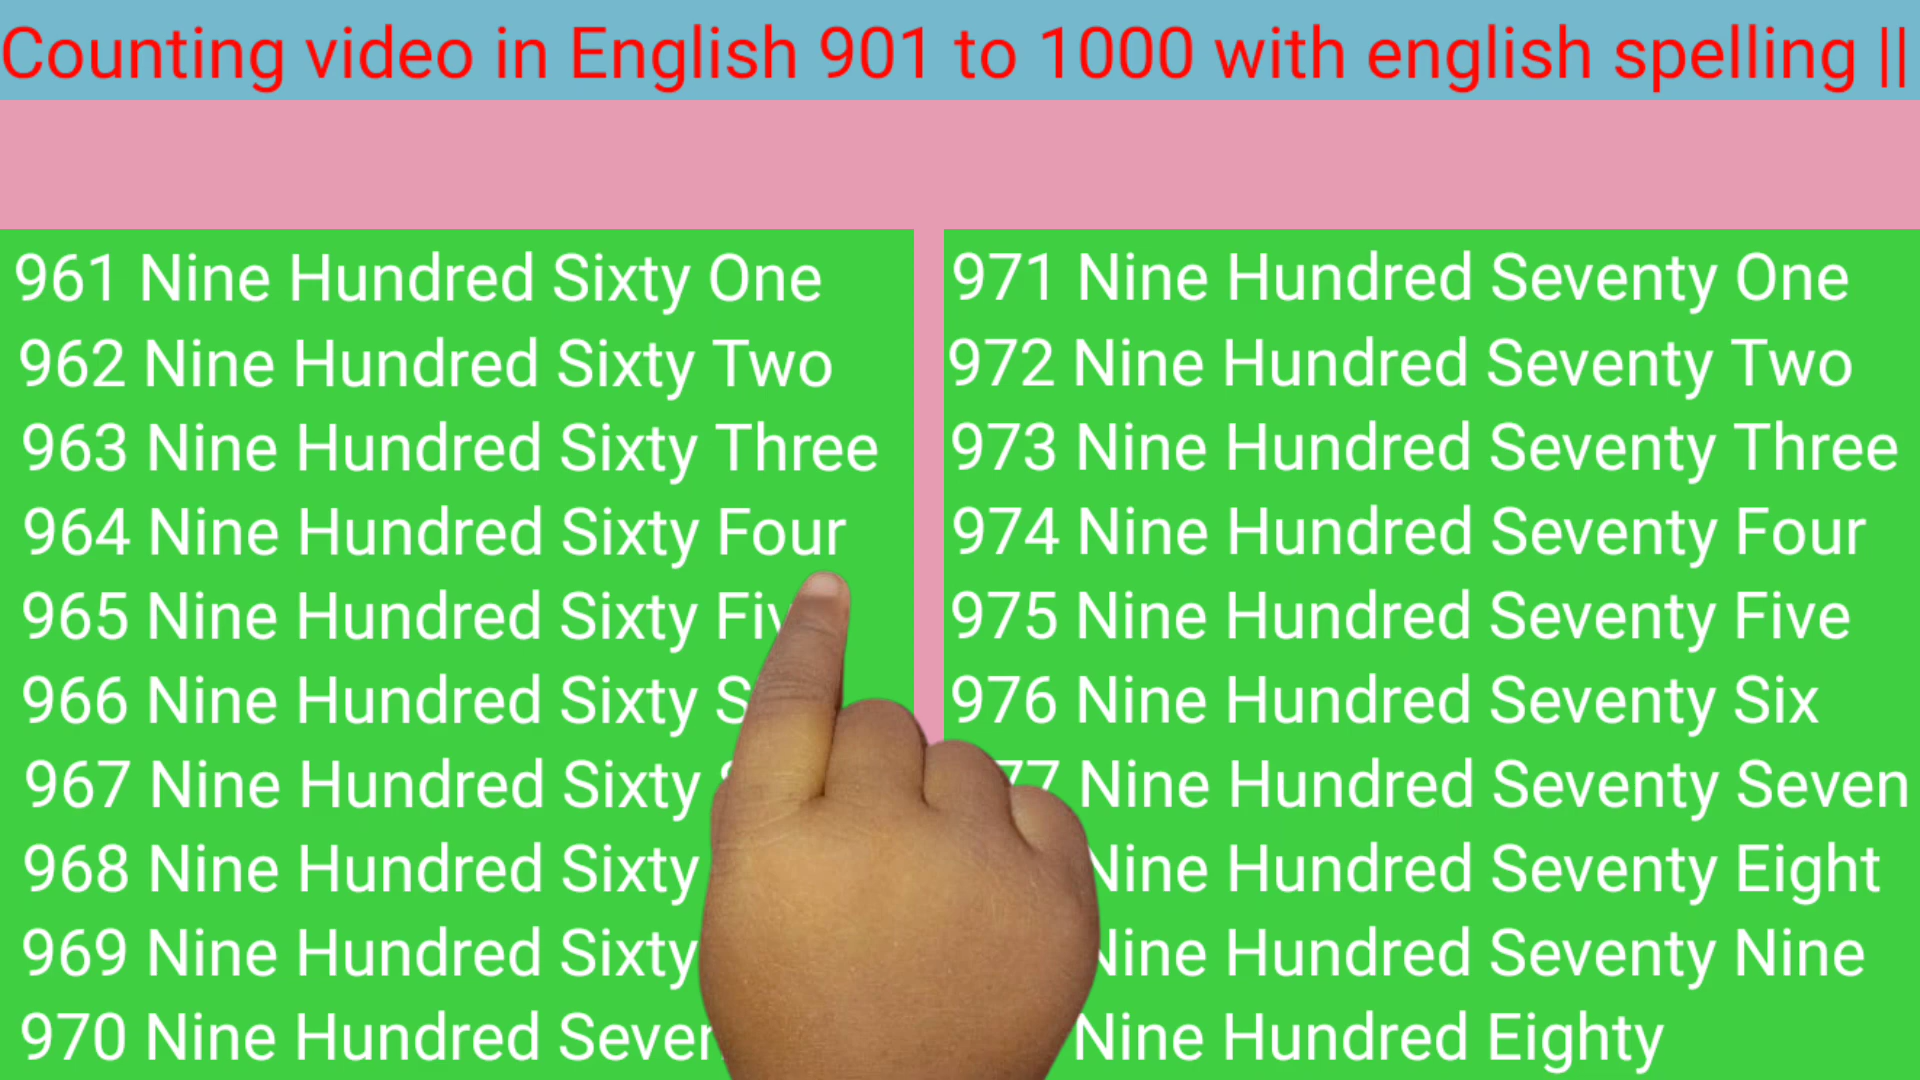 Counting video in English 901 to 1000 with english spelling ||
961 Nine Hundred Sixty One
962 Nine Hundred Sixty Two
963 Nine Hundred Sixty Three
964 Nine Hundred Sixty Four
965 Nine Hundred Sixty
966 Nine Hundred Sixty
967 Nine Hundred Sixty
968 Nine Hundred Sixty
969 Nine Hundred Sixty
970 Nine Hundred
971 Nine Hundred Seventy One
972 Nine Hundred Seventy Two
973 Nine Hundred Seventy Three
974 Nine Hundred Seventy Four
975 Nine Hundred Seventy Five
976 Nine Hundred Seventy Six
Nine Hundred Seventy Seven
Nine Hundred Seventy Eight
Nine Hundred Seventy Nine
Nine Hundred Eighty